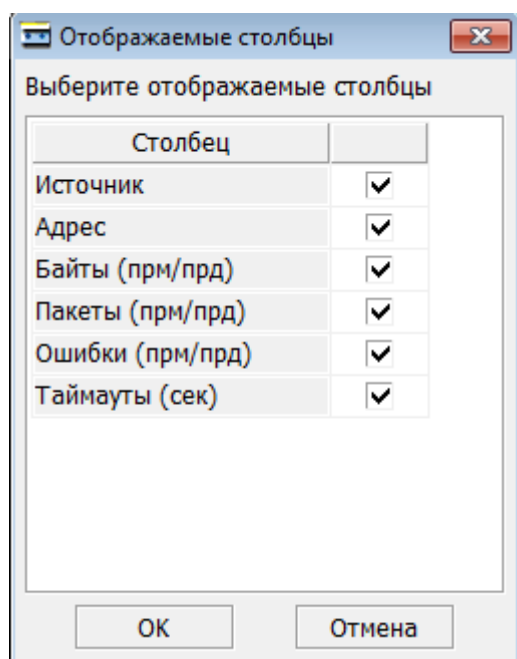 Отображаемые столбцы
Выберите отображаемые столбцы
Столбец
Источник
Адрес
Байты (прм/прд)
Пакеты (прм/прд)
Ошибки (прм/прд)
Таймауты (сек)
ОК
Отмена